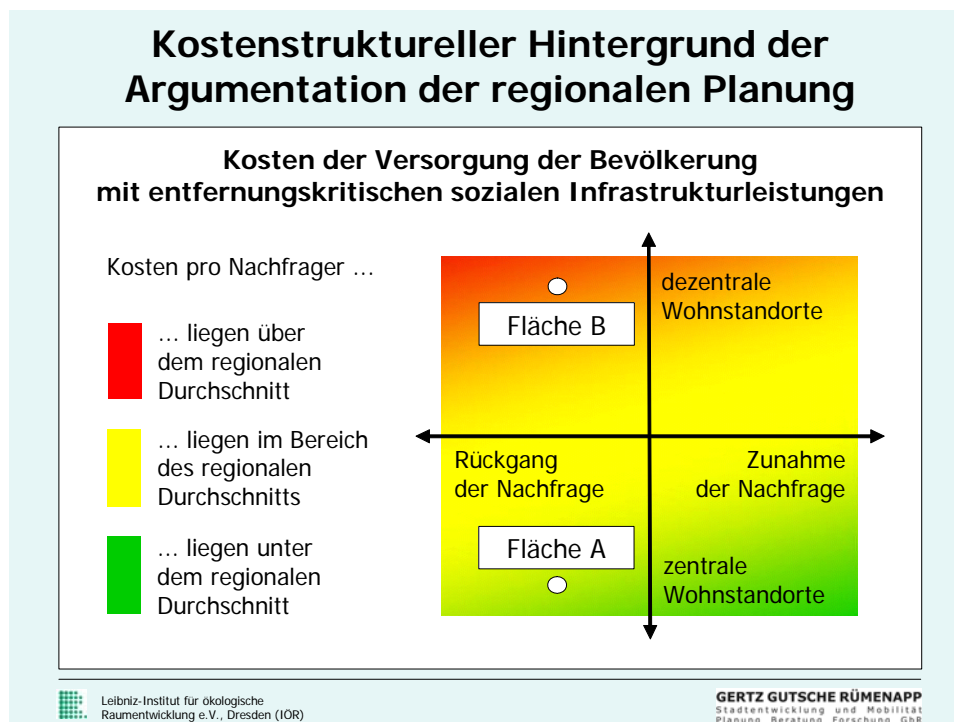 Kostenstruktureller Hintergrund der
Argumentation der regionalen Planung
Kosten der Versorgung der Bevölkerung
mit entfernungskritischen sozialen Infrastrukturleistungen
Kosten pro Nachfrager …
… liegen über
dem regionalen
Durchschnitt
… liegen im Bereich
des regionalen
Durchschnitts
… liegen unter
dem regionalen
Durchschnitt
dezentrale
Wohnstandorte
Fläche B
Rückgang
der Nachfrage
Zunahme
der Nachfrage
Fläche A
zentrale
Wohnstandorte
Leibniz-Institut für ökologische
Raumentwicklung e.V., Dresden (IÖR)
GERTZ GUTSCHE RÜMENAPP
Stadtentwicklung und Mobilität
Planung Beratung Forschung GbR